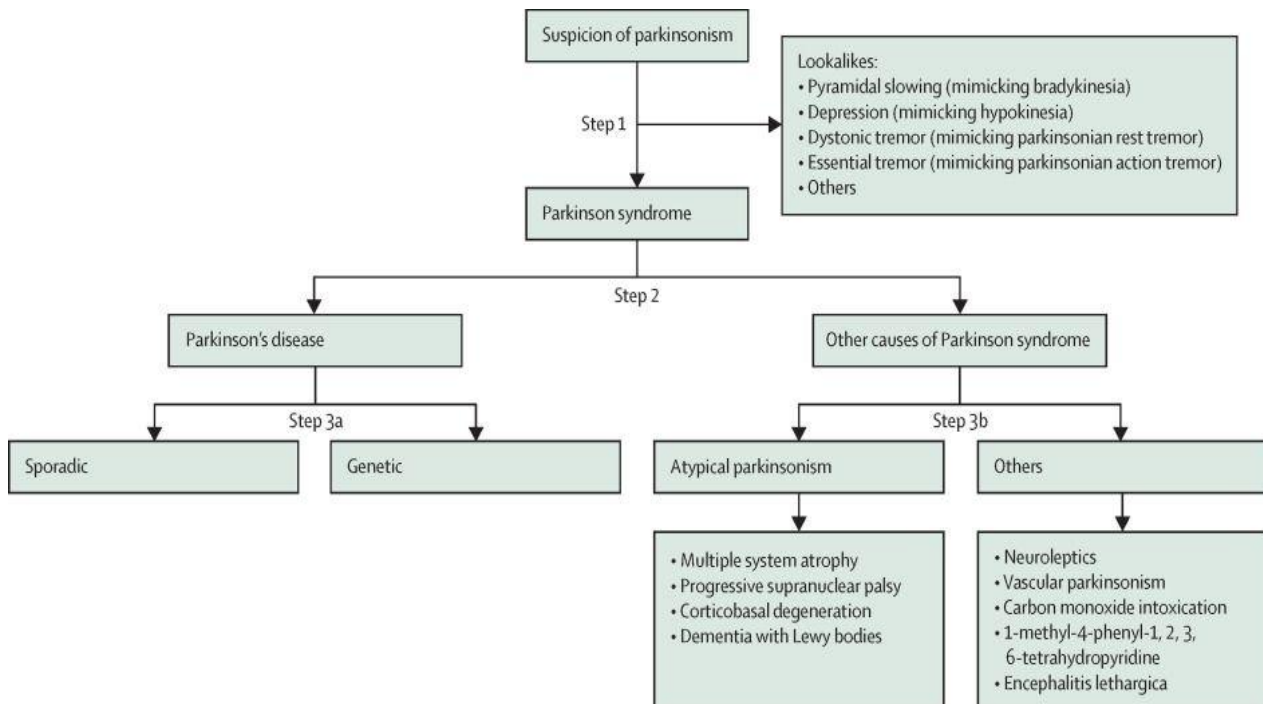 Suspicion of parkinsonism
Lookalikes:
• Pyramidal slowing (mimicking bradykinesia)
• Depression (mimicking hypokinesia)
• Dystonic tremor (mimicking parkinsonian rest tremor)
• Essential tremor (mimicking parkinsonian action tremor)
• Others
Step 1
Parkinson syndrome
Step 2
Parkinson's disease
Other causes of Parkinson syndrome
Step 3a
Step 3b
Sporadic
Genetic
Atypical parkinsonism
Others
• Multiple system atrophy
• Progressive supranuclear palsy
• Corticobasal degeneration
• Dementia with Lewy bodies
• Neuroleptics
• Vascular parkinsonism
• Carbon monoxide intoxication
• 1-methyl-4-phenyl-1, 2, 3,
6-tetrahydropyridine
• Encephalitis lethargica